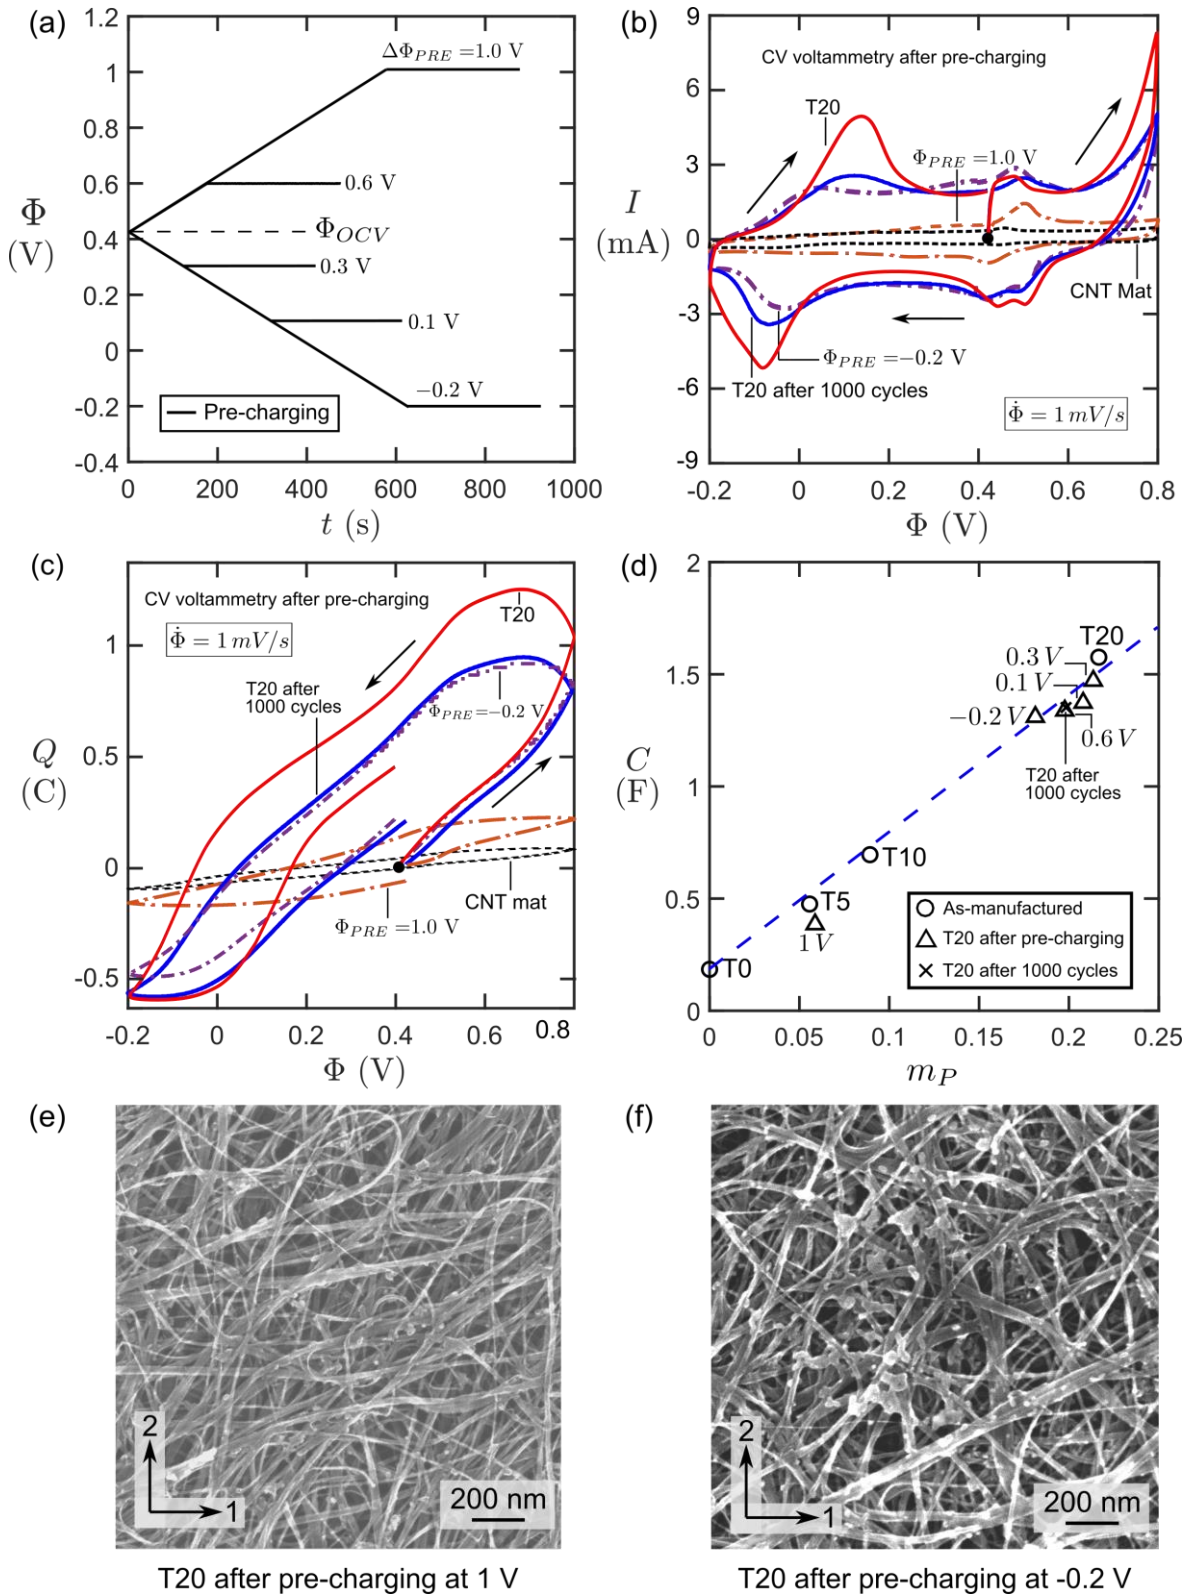 (a)
1.2
1
0.8
0.6
0.4
0.2
0
-0.2
-0.4
Φ
(V)
ΔΦ_PRE =1.0 V
0.6 V
Φ_OCV
0.3 V
0.1 V
−0.2 V
Pre-charging
0 200 400 600 800 1000
t (s)
(b)
9
6
3
0
-3
-6
-9
I
(mA)
CV voltammetry after pre-charging
T20
Φ_PRE =1.0 V
CNT Mat
Φ_PRE =−0.2 V
T20 after 1000 cycles
Φ̇ = 1 mV/s
-0.2 0 0.2 0.4 0.6 0.8
Φ (V)
(c)
1
0.5
0
-0.5
Q
(C)
CV voltammetry after pre-charging
Φ̇ = 1 mV/s
T20
T20 after
1000 cycles
Φ_PRE =−0.2 V
CNT mat
Φ_PRE =1.0 V
-0.2 0 0.2 0.4 0.6 0.8
Φ (V)
(d)
2
1.5
1
0.5
0
C
(F)
T20
0.3 V
0.1 V
−0.2 V
0.6 V
T20 after
1000 cycles
T10
T5
1 V
T0
As-manufactured
T20 after pre-charging
T20 after 1000 cycles
0 0.05 0.1 0.15 0.2 0.25
m_P
(e)
2
1
200 nm
T20 after pre-charging at 1 V
(f)
2
1
200 nm
T20 after pre-charging at -0.2 V